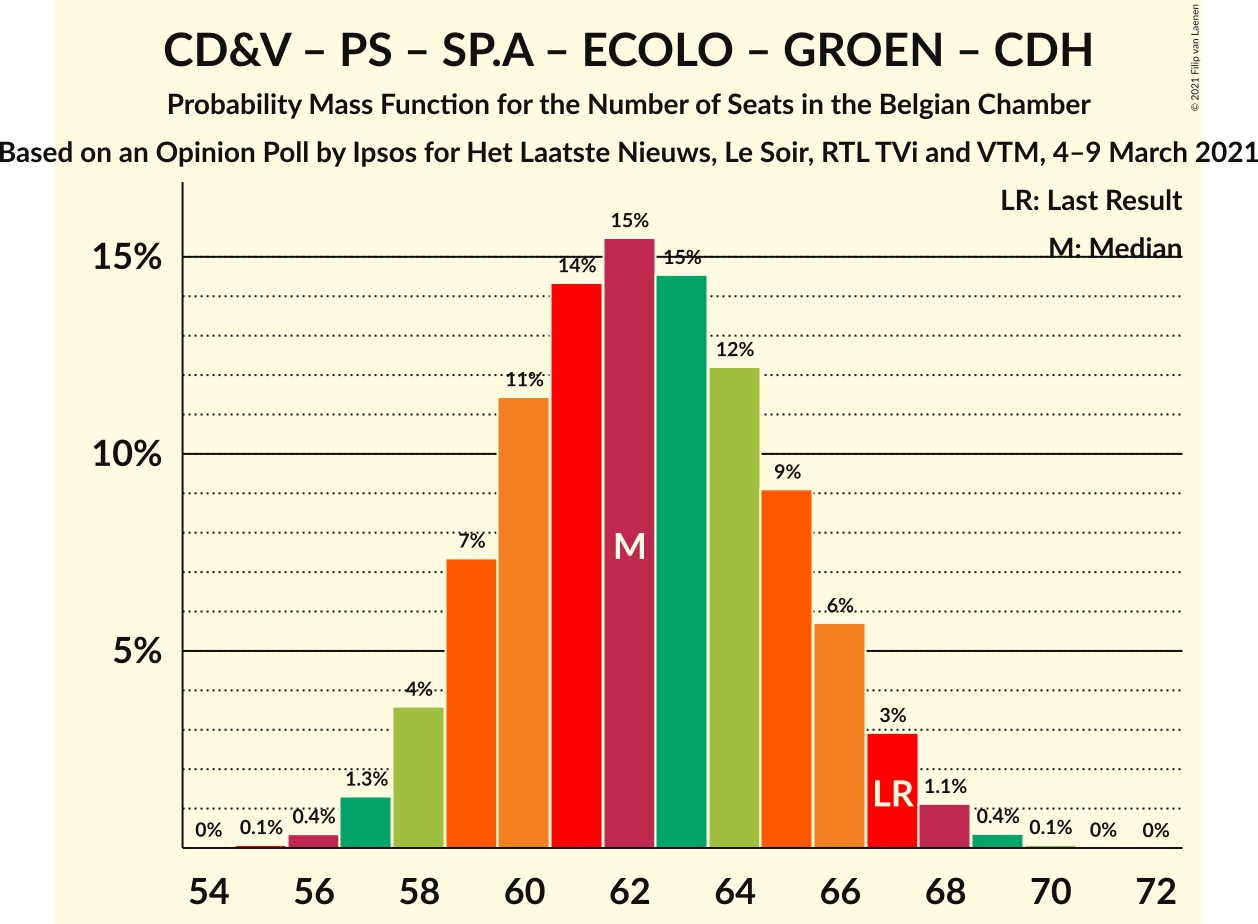 CD&V – PS – SP.A – ECOLO – GROEN – CDH
Probability Mass Function for the Number of Seats in the Belgian Chamber
Based on an Opinion Poll by Ipsos for Het Laatste Nieuws, Le Soir, RTL TVi and VTM, 4–9 March 2021
© 2021 Filip van Laenen
LR: Last Result
M: Median
15%
10%
5%
0%
0.1%
0.4%
1.3%
4%
7%
11%
14%
15%
15%
12%
9%
6%
3%
1.1%
0.4%
0.1%
0%
0%
M
LR
54 56 58 60 62 64 66 68 70 72